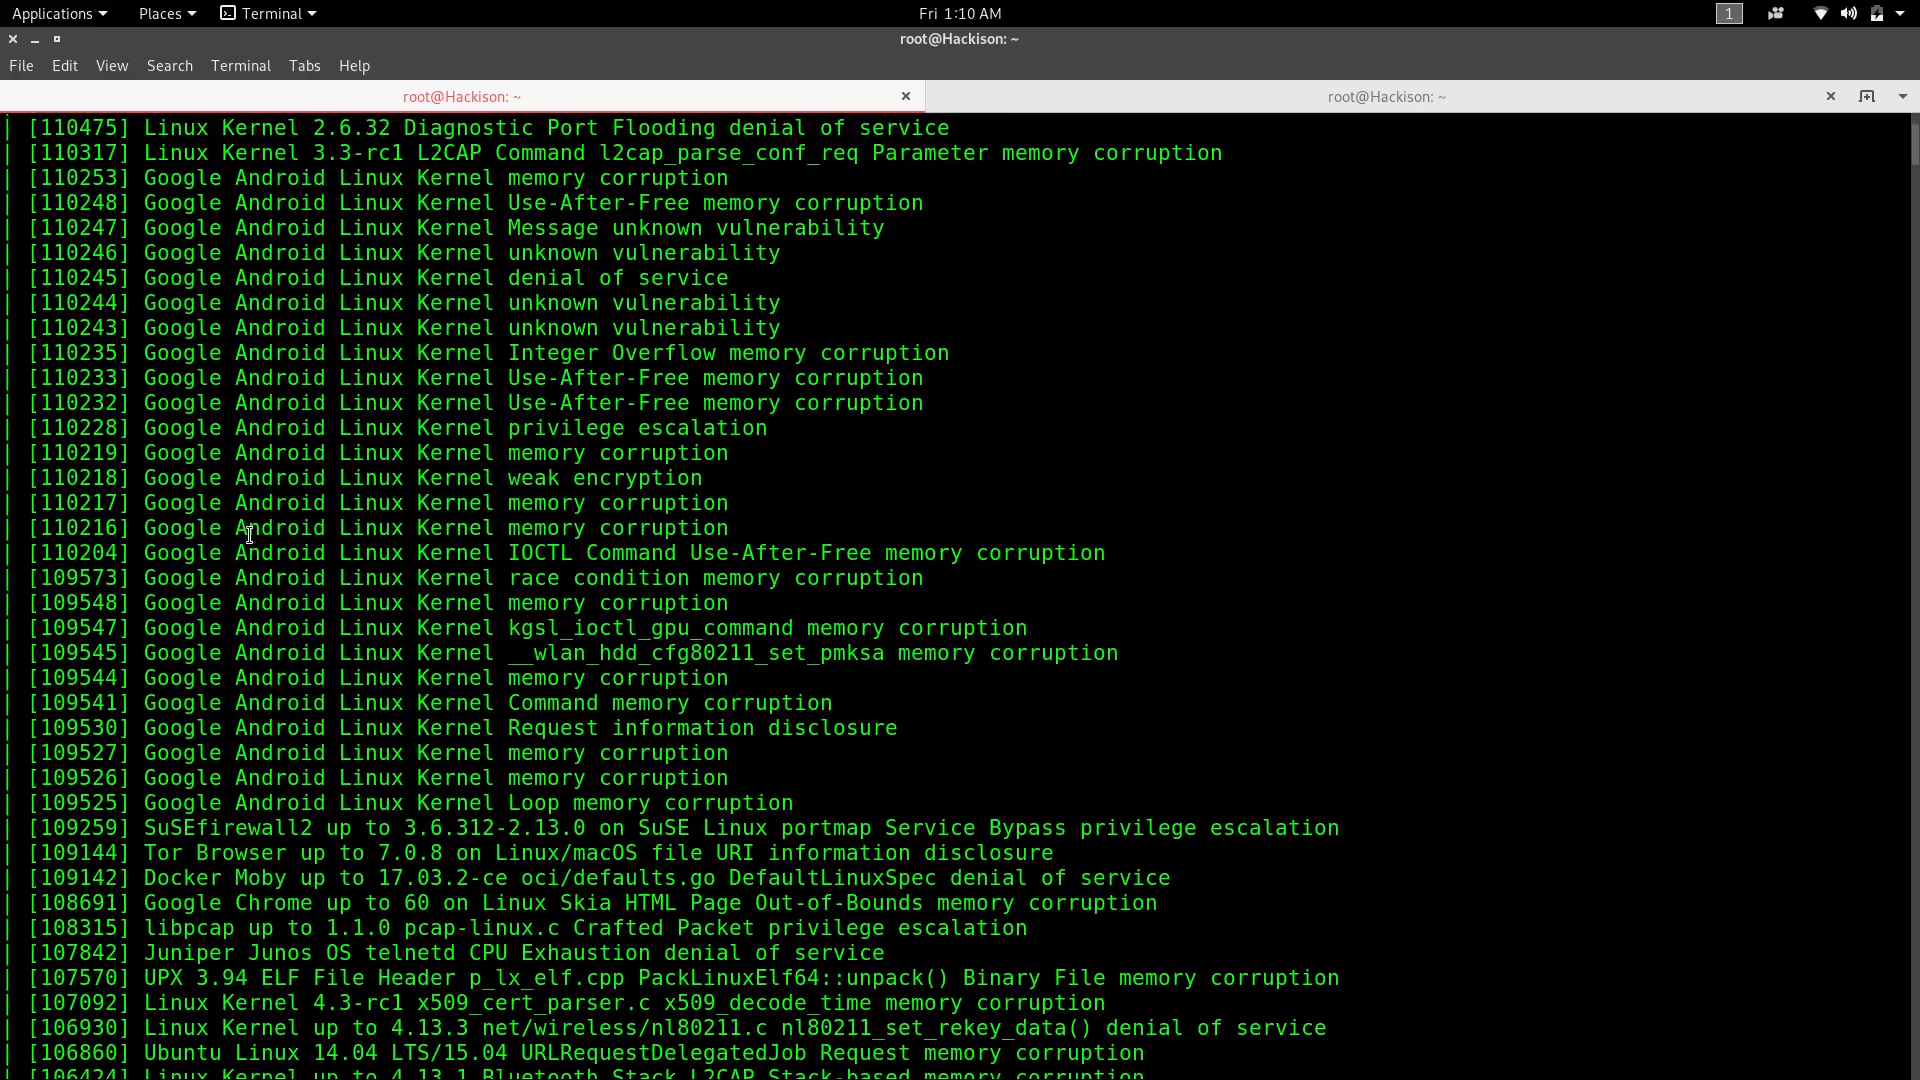 Applications Places Terminal Fri 1:10 AM 1
root@Hackison: ~
File Edit View Search Terminal Tabs Help
root@Hackison: ~ root@Hackison: ~
| [110475] Linux Kernel 2.6.32 Diagnostic Port Flooding denial of service
| [110317] Linux Kernel 3.3-rc1 L2CAP Command l2cap_parse_conf_req Parameter memory corruption
| [110253] Google Android Linux Kernel memory corruption
| [110248] Google Android Linux Kernel Use-After-Free memory corruption
| [110247] Google Android Linux Kernel Message unknown vulnerability
| [110246] Google Android Linux Kernel unknown vulnerability
| [110245] Google Android Linux Kernel denial of service
| [110244] Google Android Linux Kernel unknown vulnerability
| [110243] Google Android Linux Kernel unknown vulnerability
| [110235] Google Android Linux Kernel Integer Overflow memory corruption
| [110233] Google Android Linux Kernel Use-After-Free memory corruption
| [110232] Google Android Linux Kernel Use-After-Free memory corruption
| [110228] Google Android Linux Kernel privilege escalation
| [110219] Google Android Linux Kernel memory corruption
| [110218] Google Android Linux Kernel weak encryption
| [110217] Google Android Linux Kernel memory corruption
| [110216] Google Android Linux Kernel memory corruption
| [110204] Google Android Linux Kernel IOCTL Command Use-After-Free memory corruption
| [109573] Google Android Linux Kernel race condition memory corruption
| [109548] Google Android Linux Kernel memory corruption
| [109547] Google Android Linux Kernel kgsl_ioctl_gpu_command memory corruption
| [109545] Google Android Linux Kernel __wlan_hdd_cfg80211_set_pmksa memory corruption
| [109544] Google Android Linux Kernel memory corruption
| [109541] Google Android Linux Kernel Command memory corruption
| [109530] Google Android Linux Kernel Request information disclosure
| [109527] Google Android Linux Kernel memory corruption
| [109526] Google Android Linux Kernel memory corruption
| [109525] Google Android Linux Kernel Loop memory corruption
| [109259] SuSEfirewall2 up to 3.6.312-2.13.0 on SuSE Linux portmap Service Bypass privilege escalation
| [109144] Tor Browser up to 7.0.8 on Linux/macOS file URI information disclosure
| [109142] Docker Moby up to 17.03.2-ce oci/defaults.go DefaultLinuxSpec denial of service
| [108691] Google Chrome up to 60 on Linux Skia HTML Page Out-of-Bounds memory corruption
| [108315] libpcap up to 1.1.0 pcap-linux.c Crafted Packet privilege escalation
| [107842] Juniper Junos OS telnetd CPU Exhaustion denial of service
| [107570] UPX 3.94 ELF File Header p_lx_elf.cpp PackLinuxElf64::unpack() Binary File memory corruption
| [107092] Linux Kernel 4.3-rc1 x509_cert_parser.c x509_decode_time memory corruption
| [106930] Linux Kernel up to 4.13.3 net/wireless/nl80211.c nl80211_set_rekey_data() denial of service
| [106860] Ubuntu Linux 14.04 LTS/15.04 URLRequestDelegatedJob Request memory corruption
| [106424] Linux Kernel up to 4.13.1 Bluetooth Stack L2CAP Stack-based memory corruption